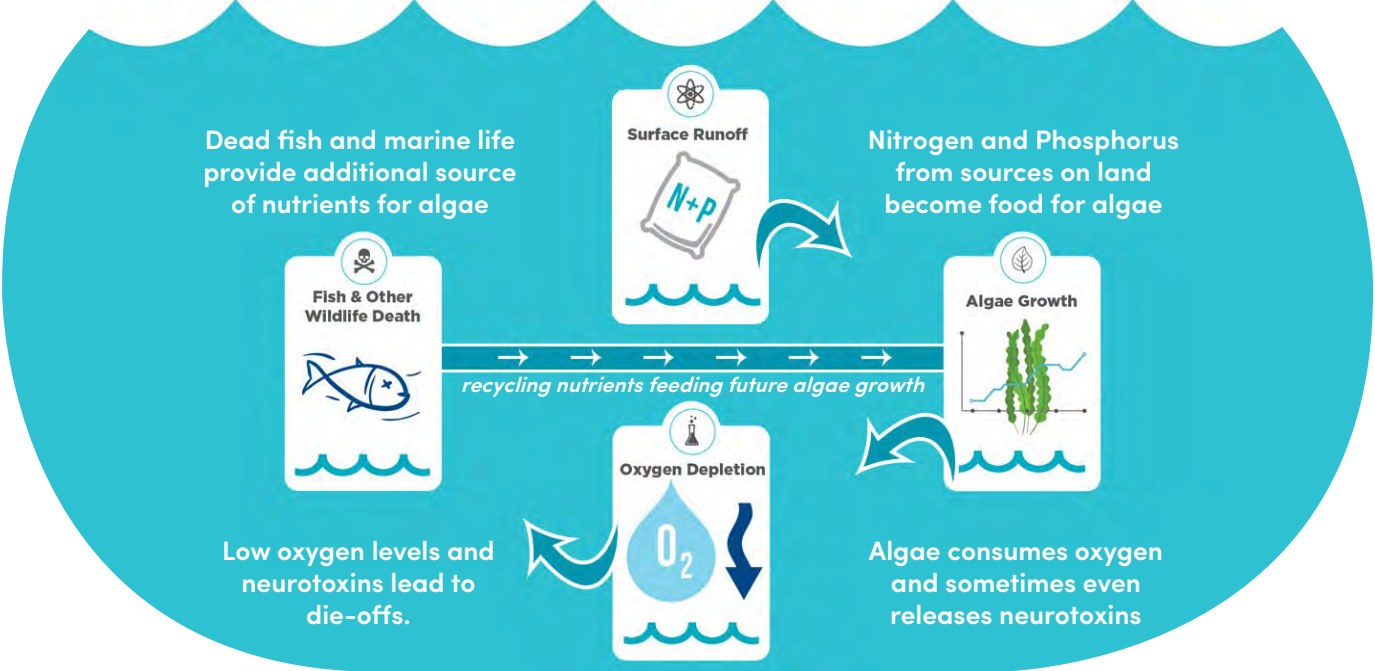 Dead fish and marine life
provide additional source
of nutrients for algae
Surface Runoff
N+P
Nitrogen and Phosphorus
from sources on land
become food for algae
Fish & Other
Wildlife Death
Algae Growth
recycling nutrients feeding future algae growth
Oxygen Depletion
O2
Low oxygen levels and
neurotoxins lead to
die-offs.
Algae consumes oxygen
and sometimes even
releases neurotoxins